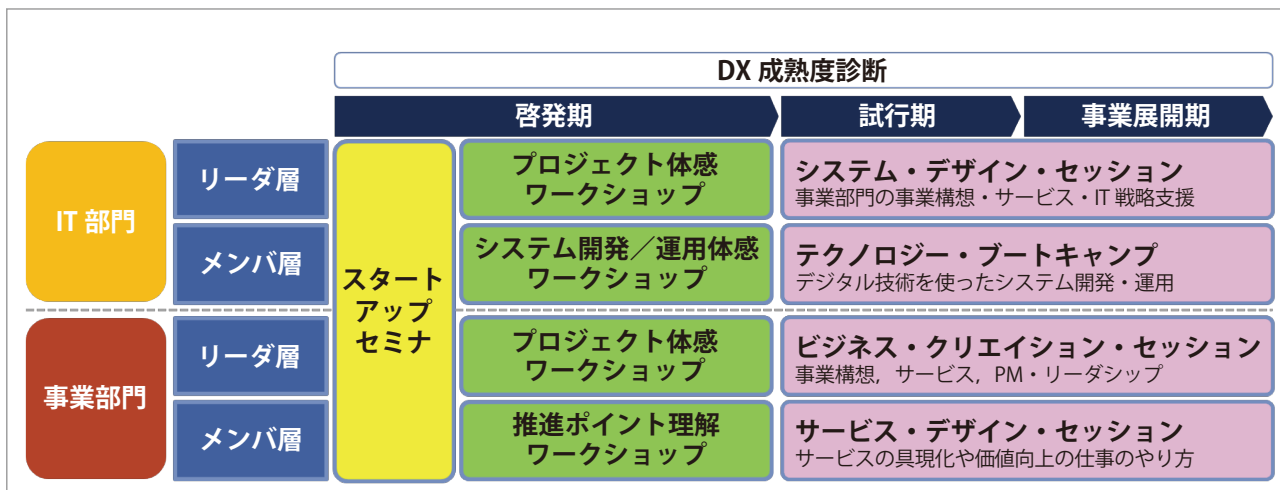 DX 成熟度診断
啓発期
試行期
事業展開期
IT 部門
リーダ層
スタート
アップ
セミナ
プロジェクト体感
ワークショップ
システム・デザイン・セッション
事業部門の事業構想・サービス・IT 戦略支援
メンバ層
システム開発／運用体感
ワークショップ
テクノロジー・ブートキャンプ
デジタル技術を使ったシステム開発・運用
事業部門
リーダ層
プロジェクト体感
ワークショップ
ビジネス・クリエイション・セッション
事業構想，サービス，PM・リーダシップ
メンバ層
推進ポイント理解
ワークショップ
サービス・デザイン・セッション
サービスの具現化や価値向上の仕事のやり方